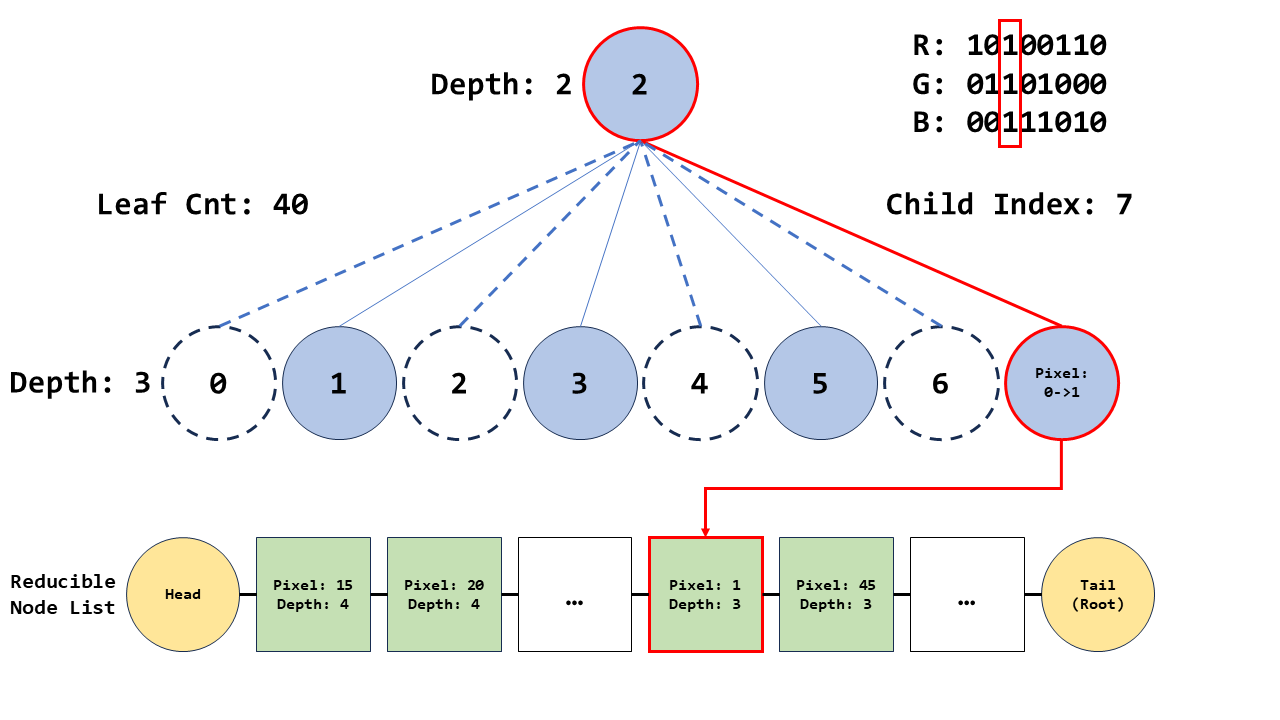 Depth: 2
2
R: 10100110
G: 01101000
B: 00111010
Leaf Cnt: 40
Child Index: 7
Depth: 3
0
1
2
3
4
5
6
Pixel:
0->1
Reducible
Node List
Head
Pixel: 15
Depth: 4
Pixel: 20
Depth: 4
…
Pixel: 1
Depth: 3
Pixel: 45
Depth: 3
…
Tail
(Root)